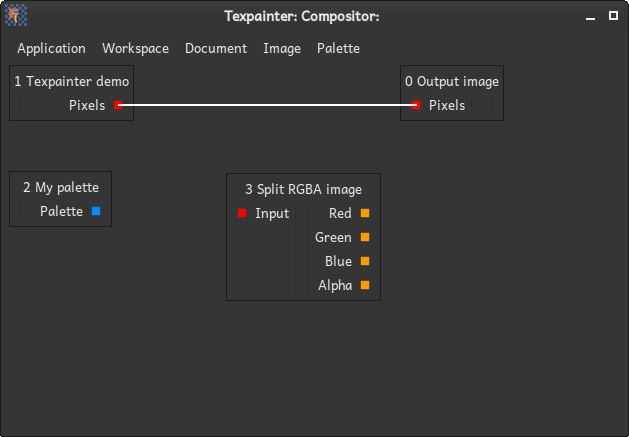 Texpainter: Compositor:
Application Workspace Document Image Palette
1 Texpainter demo
Pixels
0 Output image
Pixels
2 My palette
Palette
3 Split RGBA image
Input Red
Green
Blue
Alpha